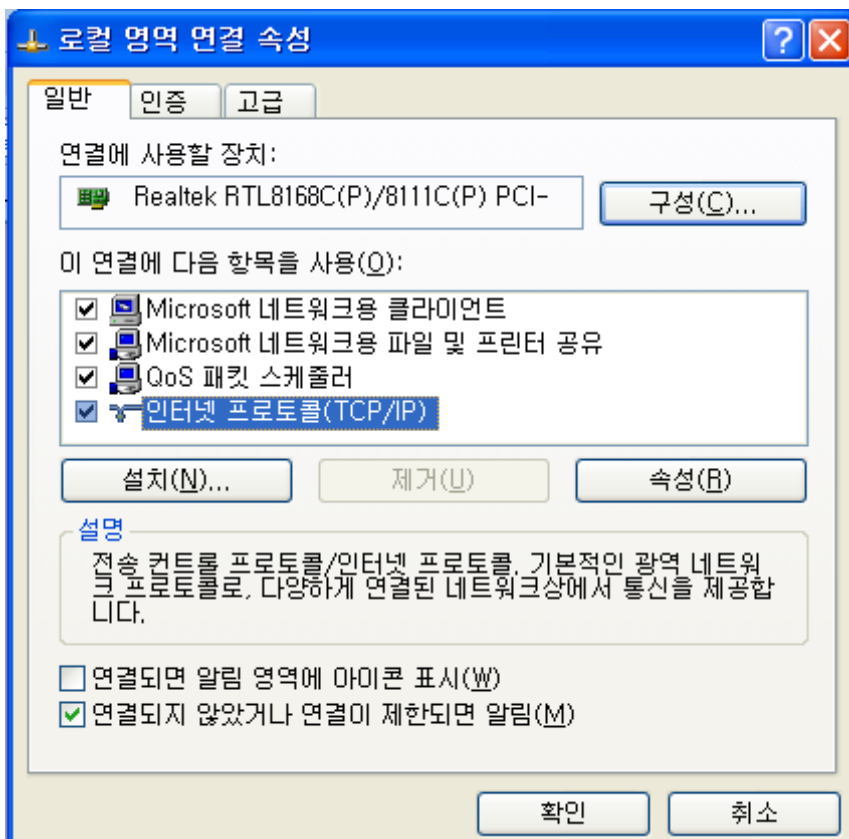 로컬 영역 연결 속성
일반 인증 고급
연결에 사용할 장치:
Realtek RTL8168C(P)/8111C(P) PCI-
구성(C)...
이 연결에 다음 항목을 사용(O):
Microsoft 네트워크용 클라이언트
Microsoft 네트워크용 파일 및 프린터 공유
QoS 패킷 스케줄러
인터넷 프로토콜(TCP/IP)
설치(N)... 제거(U) 속성(R)
설명
전송 컨트롤 프로토콜/인터넷 프로토콜. 기본적인 광역 네트워
크 프로토콜로, 다양하게 연결된 네트워크상에서 통신을 제공합
니다.
연결되면 알림 영역에 아이콘 표시(W)
연결되지 않았거나 연결이 제한되면 알림(M)
확인 취소